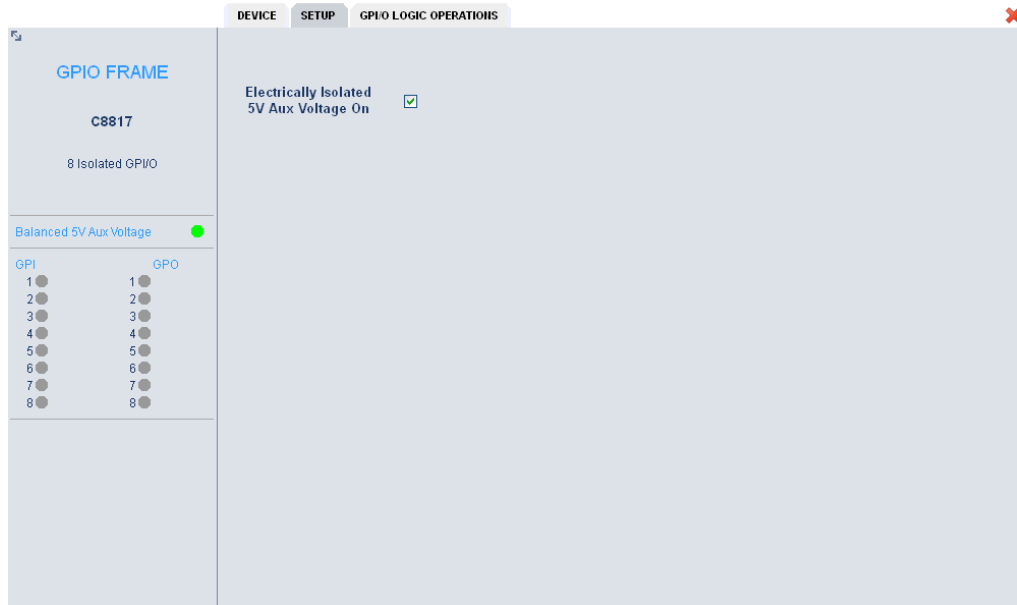 DEVICE SETUP GPI/O LOGIC OPERATIONS
GPIO FRAME
C8817
8 Isolated GPI/O
Balanced 5V Aux Voltage
GPI GPO
1 1
2 2
3 3
4 4
5 5
6 6
7 7
8 8
Electrically Isolated
5V Aux Voltage On